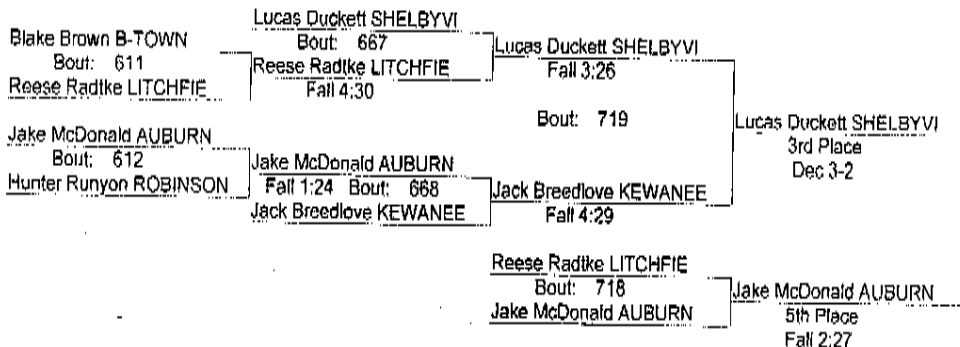 Blake Brown B-TOWN
Bout: 611
Reese Radtke LITCHFIE
Jake McDonald AUBURN
Bout: 612
Hunter Runyon ROBINSON
Lucas Duckett SHELBYVI
Bout: 667
Reese Radtke LITCHFIE
Fall 4:30
Jake McDonald AUBURN
Fall 1:24 Bout: 668
Jack Breedlove KEWANEE
Lucas Duckett SHELBYVI
Fall 3:26
Bout: 719
Jack Breedlove KEWANEE
Fall 4:29
Lucas Duckett SHELBYVI
3rd Place
Dec 3-2
Reese Radtke LITCHFIE
Bout: 718
Jake McDonald AUBURN
Jake McDonald AUBURN
5th Place
Fall 2:27